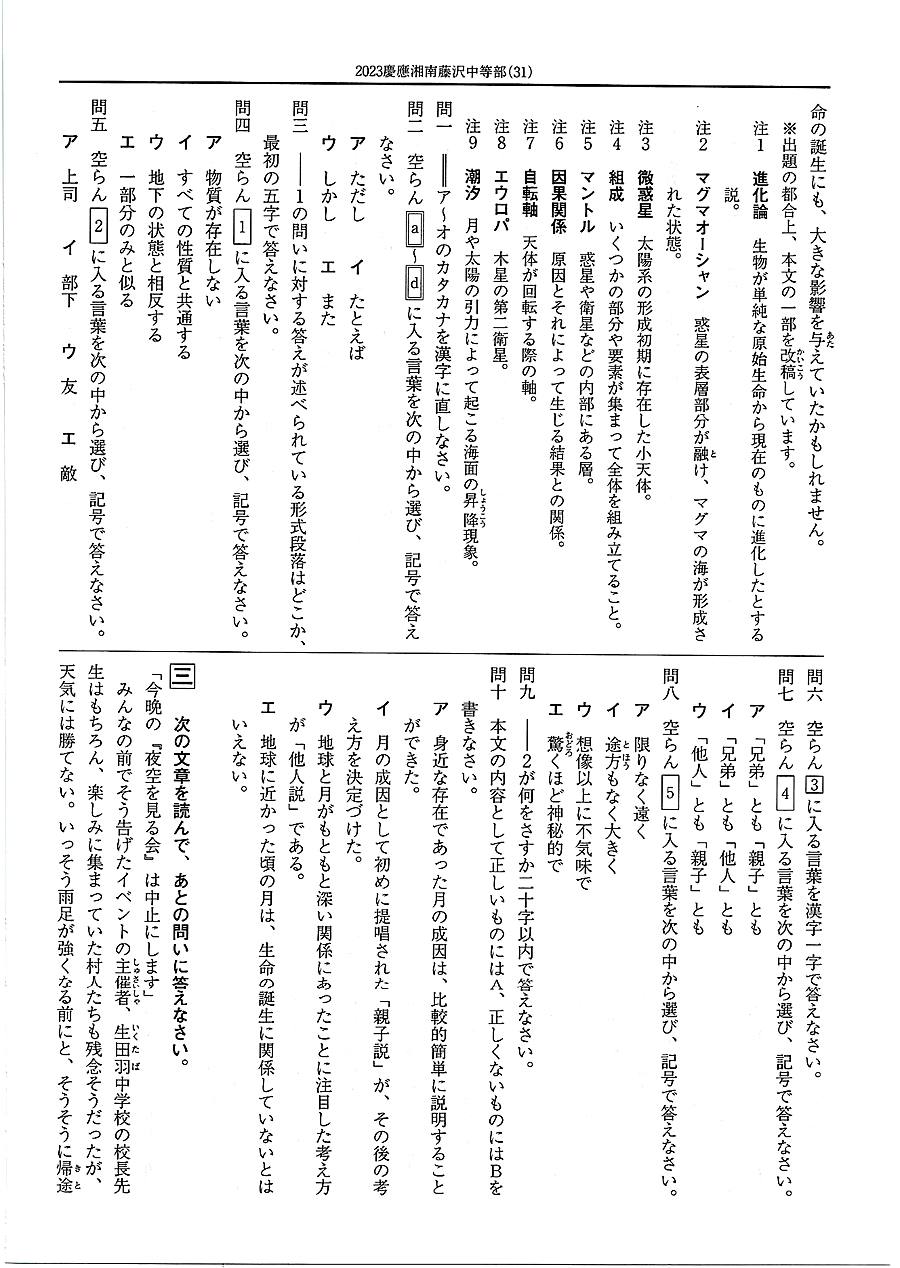 2023慶應湘南藤沢中等部(31)
命の誕生にも、大きな影響を与えていたかもしれません。
※出題の都合上、本文の一部を改稿しています。
注1 進化論 生物が単純な原始生命から現在のものに進化したとする
説。
注2 マグマオーシャン 惑星の表層部分が融け、マグマの海が形成さ
れた状態。
注3 微惑星 太陽系の形成初期に存在した小天体。
注4 組成 いくつかの部分や要素が集まって全体を組み立てること。
注5 マントル 惑星や衛星などの内部にある層。
注6 因果関係 原因とそれによって生じる結果との関係。
注7 自転軸 天体が回転する際の軸。
注8 エウロパ 木星の第二衛星。
注9 潮汐 月や太陽の引力によって起こる海面の昇降現象。
問一 ══ア〜オのカタカナを漢字に直しなさい。
問二 空らん a 〜 d に入る言葉を次の中から選び、記号で答え
なさい。
ア ただし イ たとえば
ウ しかし エ また
問三 ――1の問いに対する答えが述べられている形式段落はどこか、
最初の五字で答えなさい。
問四 空らん 1 に入る言葉を次の中から選び、記号で答えなさい。
ア 物質が存在しない
イ すべての性質と共通する
ウ 地下の状態と相反する
エ 一部分のみと似る
問五 空らん 2 に入る言葉を次の中から選び、記号で答えなさい。
ア 上司 イ 部下 ウ 友 エ 敵
問六 空らん 3 に入る言葉を漢字一字で答えなさい。
問七 空らん 4 に入る言葉を次の中から選び、記号で答えなさい。
ア 「兄弟」とも「親子」とも
イ 「兄弟」とも「他人」とも
ウ 「他人」とも「親子」とも
問八 空らん 5 に入る言葉を次の中から選び、記号で答えなさい。
ア 限りなく遠く
イ 途方もなく大きく
ウ 想像以上に不気味で
エ 驚くほど神秘的で
問九 ――2が何をさすか二十字以内で答えなさい。
問十 本文の内容として正しいものにはA、正しくないものにはBを
書きなさい。
ア 身近な存在であった月の成因は、比較的簡単に説明すること
ができた。
イ 月の成因として初めに提唱された「親子説」が、その後の考
え方を決定づけた。
ウ 地球と月がもともと深い関係にあったことに注目した考え方
が「他人説」である。
エ 地球に近かった頃の月は、生命の誕生に関係していないとは
いえない。
三 次の文章を読んで、あとの問いに答えなさい。
「今晩の『夜空を見る会』は中止にします」
みんなの前でそう告げたイベントの主催者、生田羽中学校の校長先
生はもちろん、楽しみに集まっていた村人たちも残念そうだったが、
天気には勝てない。いっそう雨足が強くなる前にと、そうそうに帰途